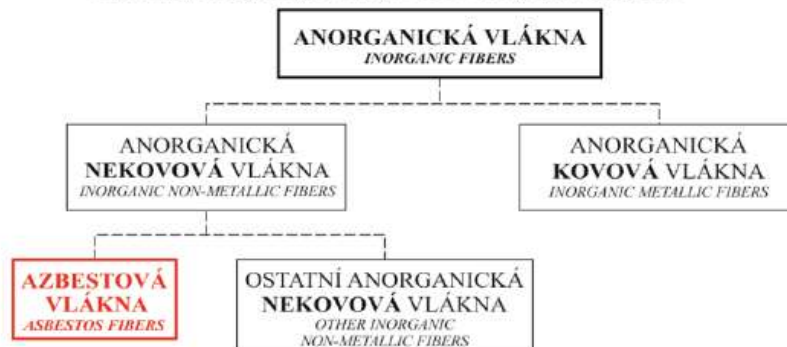 ANORGANICKÁ VLÁKNA
INORGANIC FIBERS
ANORGANICKÁ
NEKOVOVÁ VLÁKNA
INORGANIC NON-METALLIC FIBERS
ANORGANICKÁ
KOVOVÁ VLÁKNA
INORGANIC METALLIC FIBERS
AZBESTOVÁ
VLÁKNA
ASBESTOS FIBERS
OSTATNÍ ANORGANICKÁ
NEKOVOVÁ VLÁKNA
OTHER INORGANIC
NON-METALLIC FIBERS